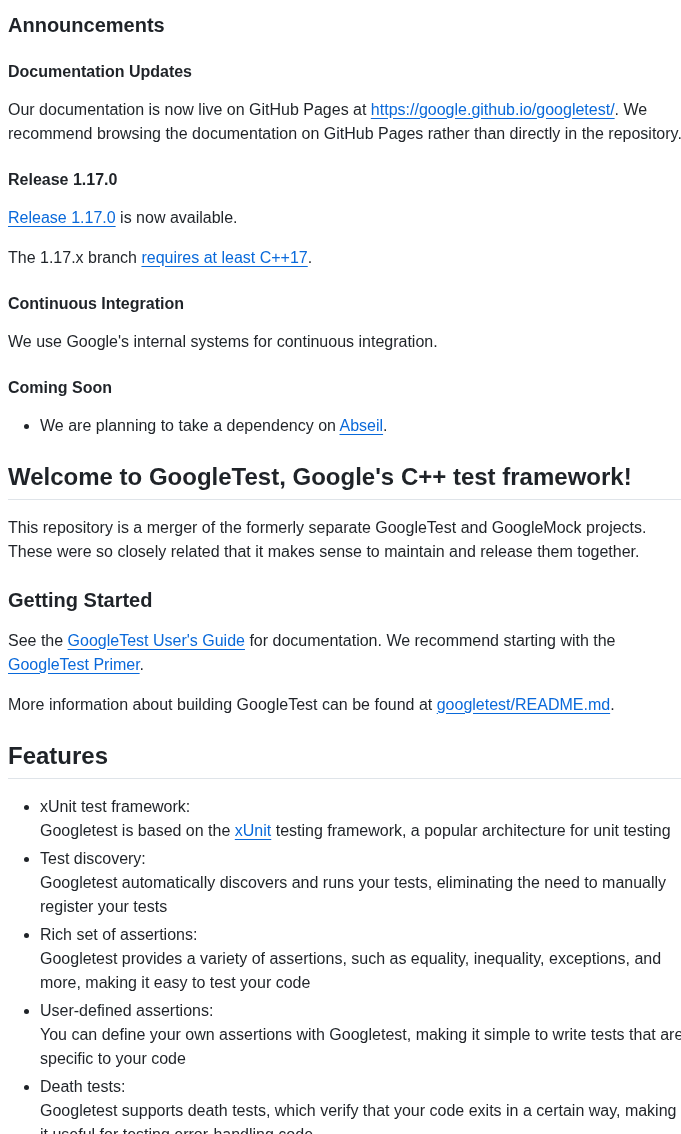 Announcements
Documentation Updates
Our documentation is now live on GitHub Pages at https://google.github.io/googletest/. We
recommend browsing the documentation on GitHub Pages rather than directly in the repository.
Release 1.17.0
Release 1.17.0 is now available.
The 1.17.x branch requires at least C++17.
Continuous Integration
We use Google's internal systems for continuous integration.
Coming Soon
• We are planning to take a dependency on Abseil.
Welcome to GoogleTest, Google's C++ test framework!
This repository is a merger of the formerly separate GoogleTest and GoogleMock projects.
These were so closely related that it makes sense to maintain and release them together.
Getting Started
See the GoogleTest User's Guide for documentation. We recommend starting with the
GoogleTest Primer.
More information about building GoogleTest can be found at googletest/README.md.
Features
• xUnit test framework:
Googletest is based on the xUnit testing framework, a popular architecture for unit testing
• Test discovery:
Googletest automatically discovers and runs your tests, eliminating the need to manually
register your tests
• Rich set of assertions:
Googletest provides a variety of assertions, such as equality, inequality, exceptions, and
more, making it easy to test your code
• User-defined assertions:
You can define your own assertions with Googletest, making it simple to write tests that are
specific to your code
• Death tests:
Googletest supports death tests, which verify that your code exits in a certain way, making
it useful for testing error-handling code